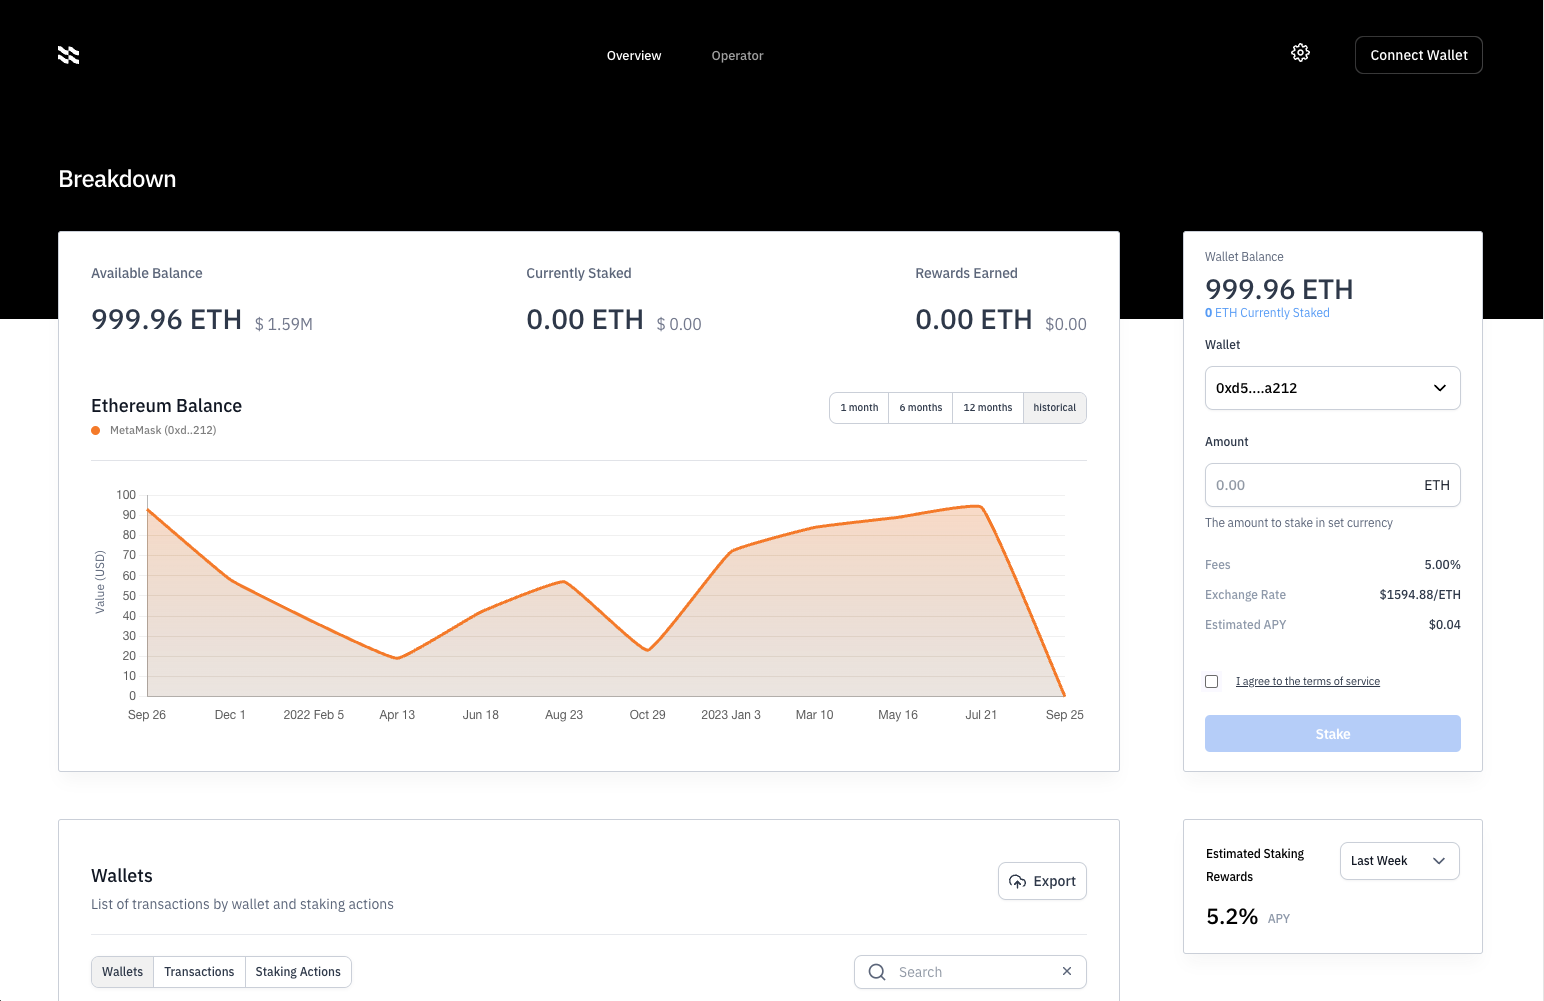 Overview
Operator
Connect Wallet
Breakdown
Available Balance
999.96 ETH $ 1.59M
Currently Staked
0.00 ETH $ 0.00
Rewards Earned
0.00 ETH $0.00
Ethereum Balance
MetaMask (0xd..212)
1 month
6 months
12 months
historical
Value (USD)
100
90
80
70
60
50
40
30
20
10
0
Sep 26
Dec 1
2022 Feb 5
Apr 13
Jun 18
Aug 23
Oct 29
2023 Jan 3
Mar 10
May 16
Jul 21
Sep 25
Wallet Balance
999.96 ETH
0 ETH Currently Staked
Wallet
0xd5....a212
Amount
0.00 ETH
The amount to stake in set currency
Fees 5.00%
Exchange Rate $1594.88/ETH
Estimated APY $0.04
I agree to the terms of service
Stake
Wallets
List of transactions by wallet and staking actions
Export
Wallets
Transactions
Staking Actions
Search
Estimated Staking
Rewards
Last Week
5.2% APY